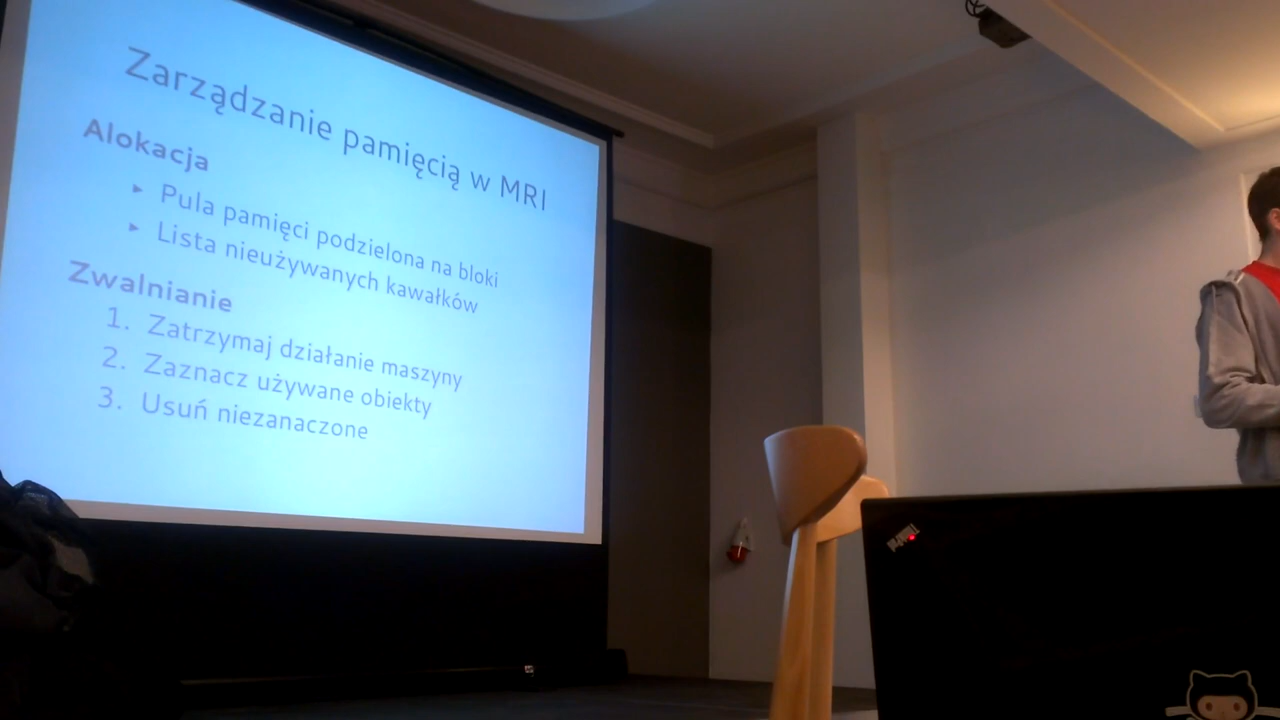 Zarządzanie pamięcią w MRI
Alokacja
▸ Pula pamięci podzielona na bloki
▸ Lista nieużywanych kawałków
Zwalnianie
1. Zatrzymaj działanie maszyny
2. Zaznacz używane obiekty
3. Usuń niezanaczone